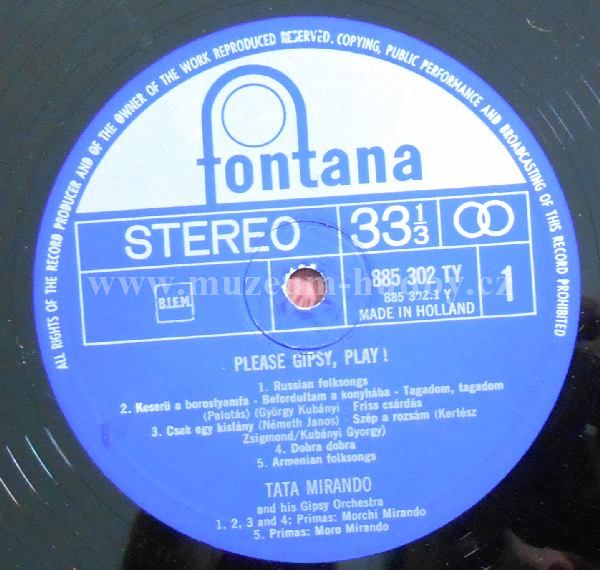 ALL RIGHTS OF THE RECORD PRODUCER AND OF THE OWNER OF THE WORK REPRODUCED RESERVED. COPYING, PUBLIC PERFORMANCE AND BROADCASTING OF THIS RECORD PROHIBITED
fontana
STEREO
33 1/3
B.I.E.M.
885 302 TY
885 302.1 Y
MADE IN HOLLAND
1
www.muzeum-hudby.cz
PLEASE GIPSY, PLAY !
1. Russian folksongs
2. Keserü a borostyamfa - Befordultam a konyhába - Tagadom, tagadom
(Palotás) (György Kubányi) - Friss csárdás
3. Csak egy kislány (Németh Janos) - Szép a rozsám (Kertész
Zsigmond/Kubányi Gyorgy)
4. Dobra dobra
5. Armenian folksongs
TATA MIRANDO
and his Gipsy Orchestra
1. 2, 3 and 4: Primas: Morchi Mirando
5. Primas: Moro Mirando